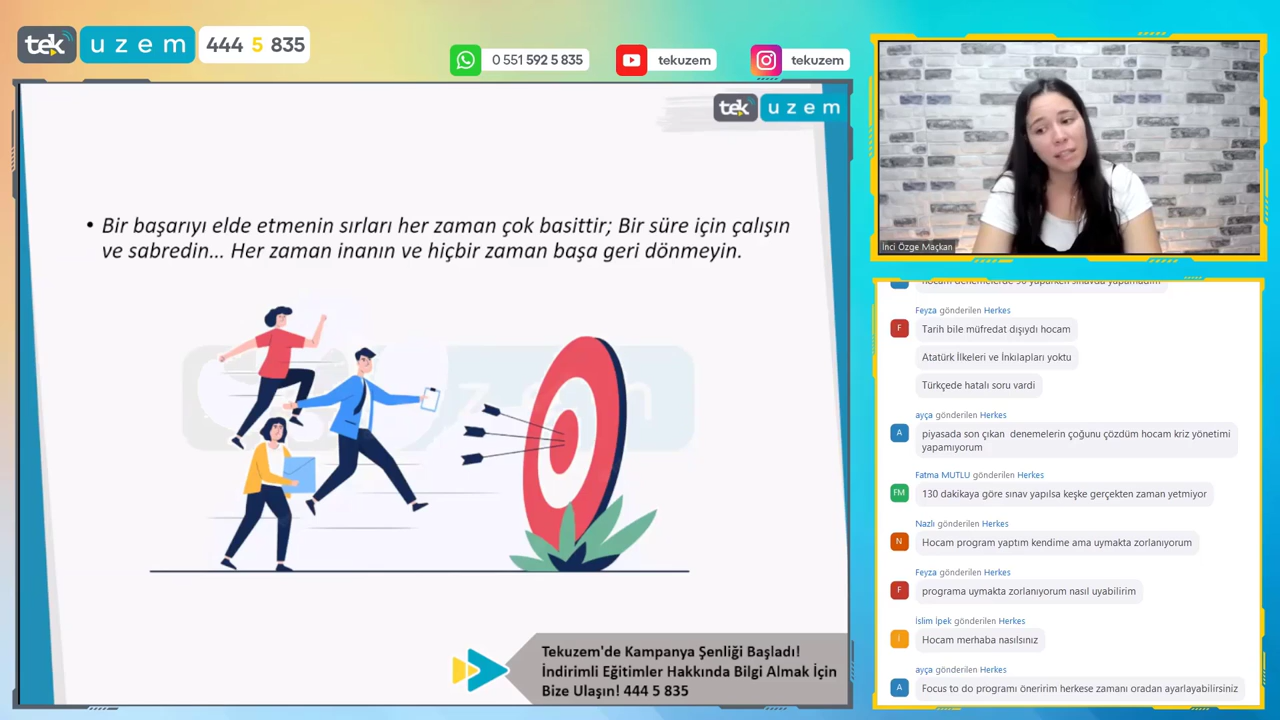 tek uzem 444 5 835
0 551 592 5 835
tekuzem
tekuzem
tek uzem
• Bir başarıyı elde etmenin sırları her zaman çok basittir; Bir süre için çalışın
ve sabredin... Her zaman inanın ve hiçbir zaman başa geri dönmeyin.
Tekuzem'de Kampanya Şenliği Başladı!
İndirimli Eğitimler Hakkında Bilgi Almak İçin
Bize Ulaşın! 444 5 835
İnci Özge Maçkan
Feyza gönderilen Herkes
F
Tarih bile müfredat dışıydı hocam
Atatürk İlkeleri ve İnkılapları yoktu
Türkçede hatalı soru vardi
ayça gönderilen Herkes
A
piyasada son çıkan denemelerin çoğunu çözdüm hocam kriz yönetimi
yapamıyorum
Fatma MUTLU gönderilen Herkes
FM
130 dakikaya göre sınav yapılsa keşke gerçekten zaman yetmiyor
Nazlı gönderilen Herkes
N
Hocam program yaptım kendime ama uymakta zorlanıyorum
Feyza gönderilen Herkes
F
programa uymakta zorlanıyorum nasıl uyabilirim
İslim İpek gönderilen Herkes
İ
Hocam merhaba nasılsınız
ayça gönderilen Herkes
A
Focus to do programı öneririm herkese zamanı oradan ayarlayabilirsiniz